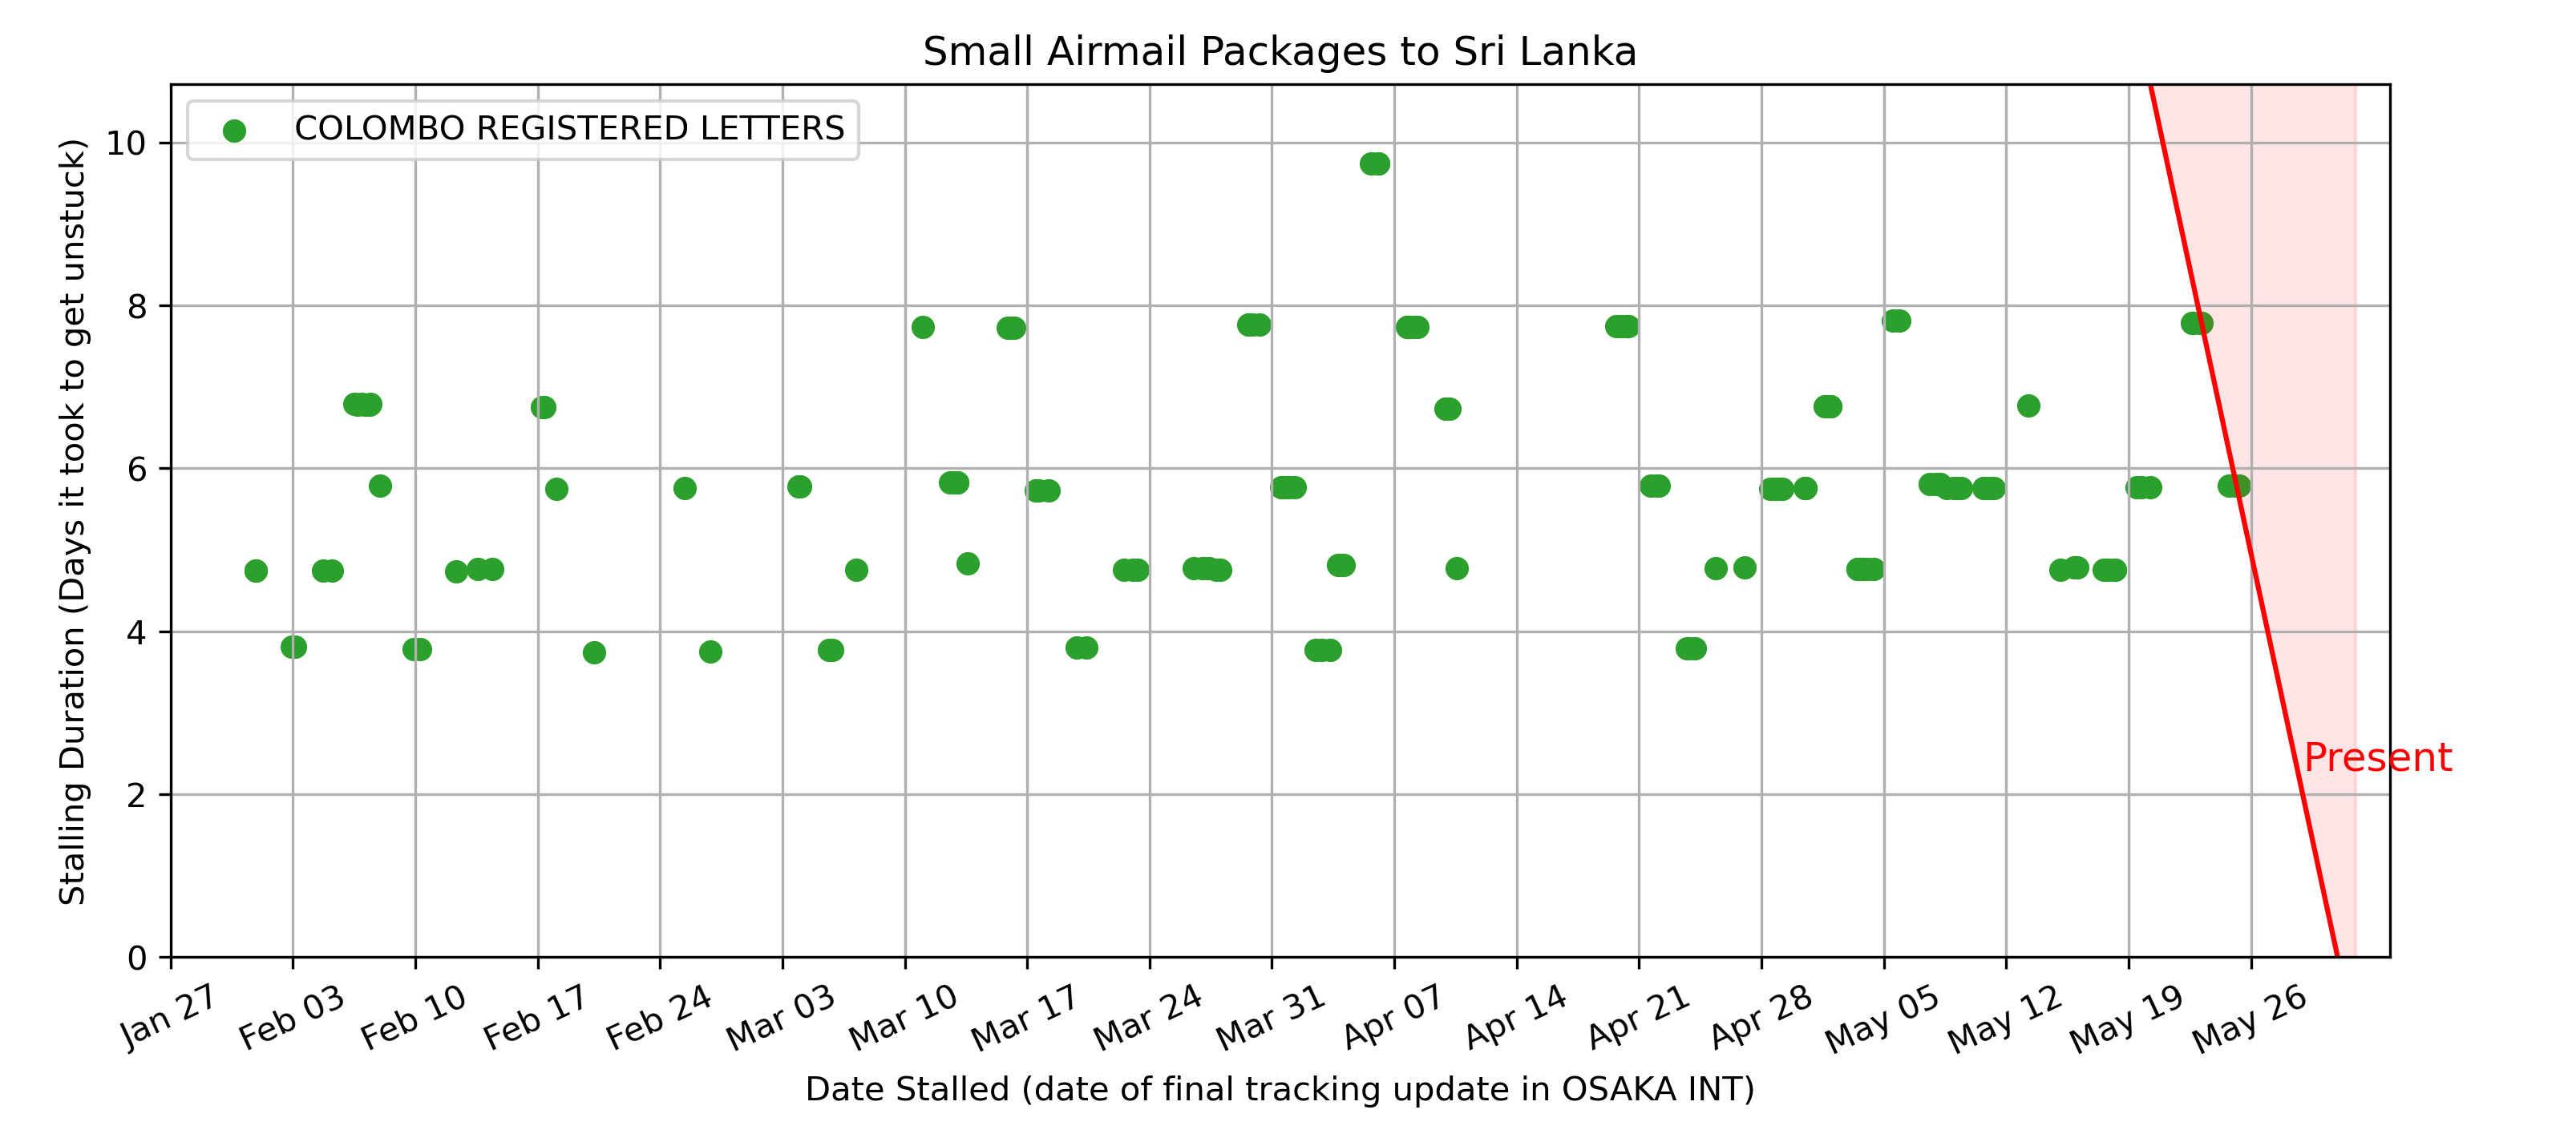 Small Airmail Packages to Sri Lanka
COLOMBO REGISTERED LETTERS
Stalling Duration (Days it took to get unstuck)
10
8
6
4
2
0
Present
Jan 27 Feb 03 Feb 10 Feb 17 Feb 24 Mar 03 Mar 10 Mar 17 Mar 24 Mar 31 Apr 07 Apr 14 Apr 21 Apr 28 May 05 May 12 May 19 May 26
Date Stalled (date of final tracking update in OSAKA INT)